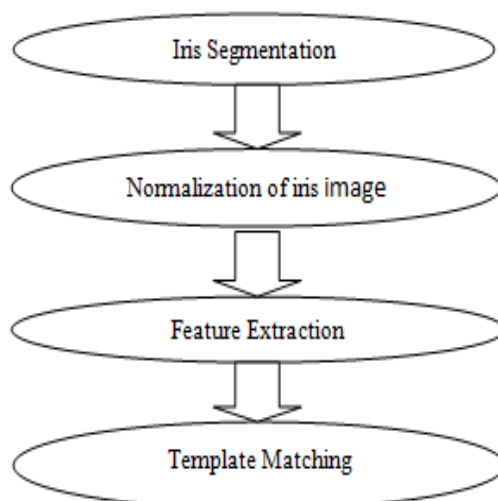 Iris Segmentation
Normalization of iris image
Feature Extraction
Template Matching